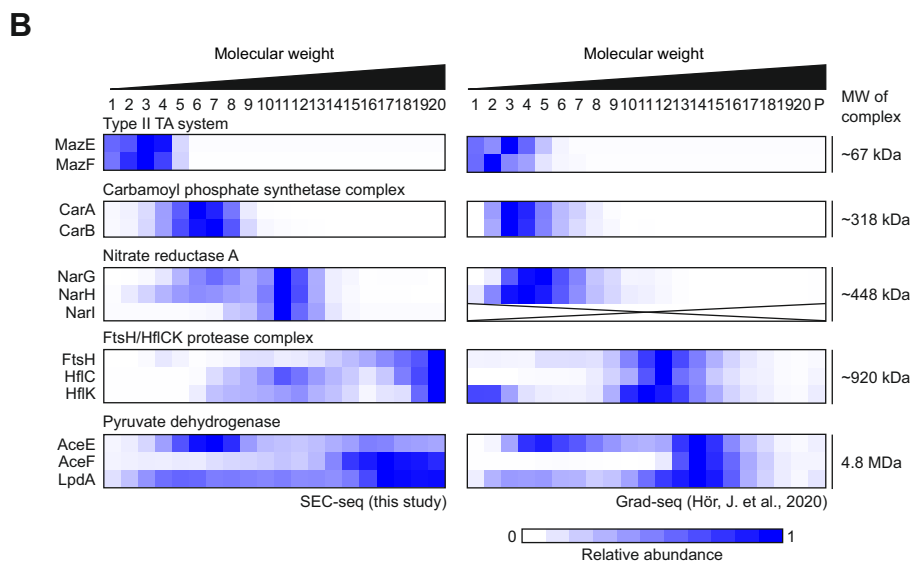 B
Molecular weight Molecular weight
1 2 3 4 5 6 7 8 9 10 11 12 13 14 15 16 17 18 19 20 1 2 3 4 5 6 7 8 9 10 11 12 13 14 15 16 17 18 19 20 P
MW of
complex
Type II TA system
MazE
MazF
~67 kDa
Carbamoyl phosphate synthetase complex
CarA
CarB
~318 kDa
Nitrate reductase A
NarG
NarH
NarI
~448 kDa
FtsH/HflCK protease complex
FtsH
HflC
HflK
~920 kDa
Pyruvate dehydrogenase
AceE
AceF
LpdA
4.8 MDa
SEC-seq (this study) Grad-seq (Hör, J. et al., 2020)
0 1
Relative abundance